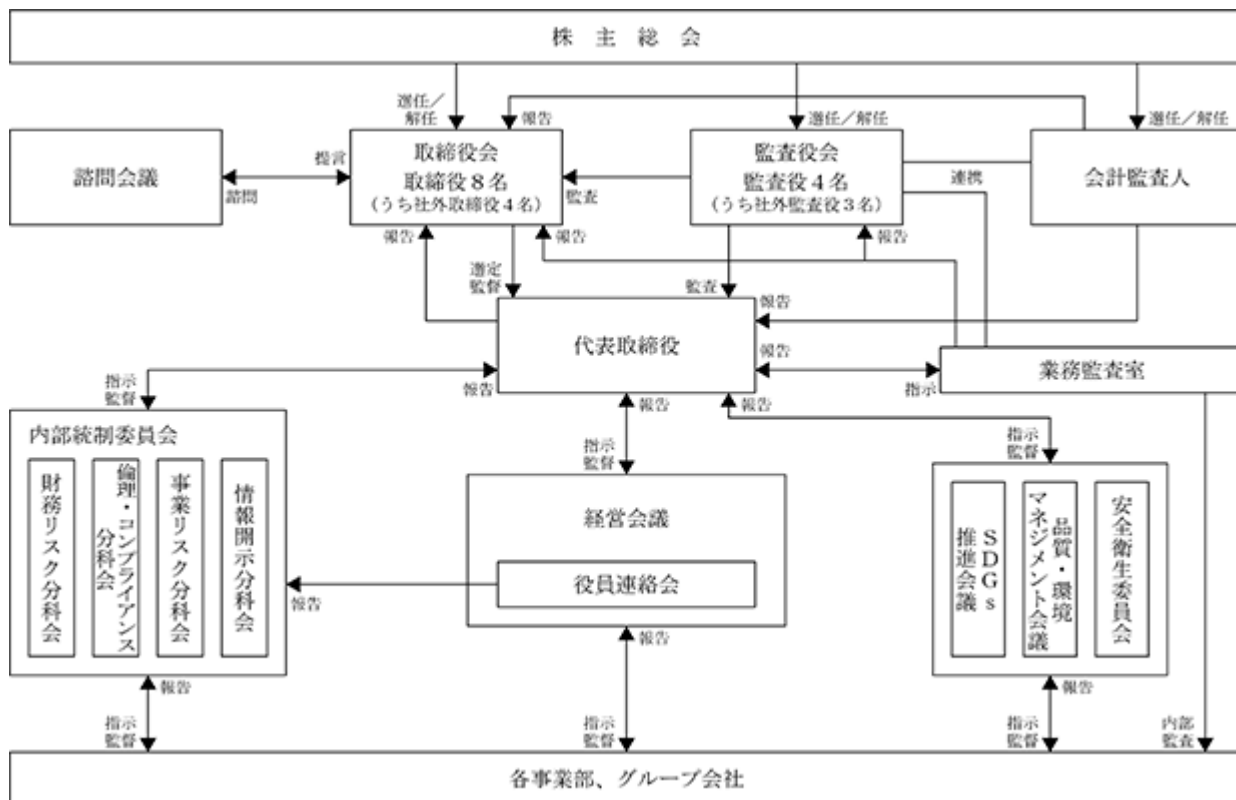 株主総会
選任／
解任
報告
選任／解任
選任／解任
諮問会議
提言
諮問
取締役会
取締役８名
（うち社外取締役４名）
監査
監査役会
監査役４名
（うち社外監査役３名）
連携
会計監査人
報告
報告
報告
選定
監督
監査
報告
代表取締役
報告
指示
業務監査室
報告
報告
報告
指示
監督
指示
監督
指示
監督
内部統制委員会
財務リスク分科会
倫理・コンプライアンス
分科会
事業リスク分科会
情報開示分科会
報告
経営会議
役員連絡会
SDGs
推進会議
品質・環境
マネジメント会議
安全衛生委員会
報告
報告
報告
指示
監督
指示
監督
指示
監督
内部
監査
各事業部、グループ会社